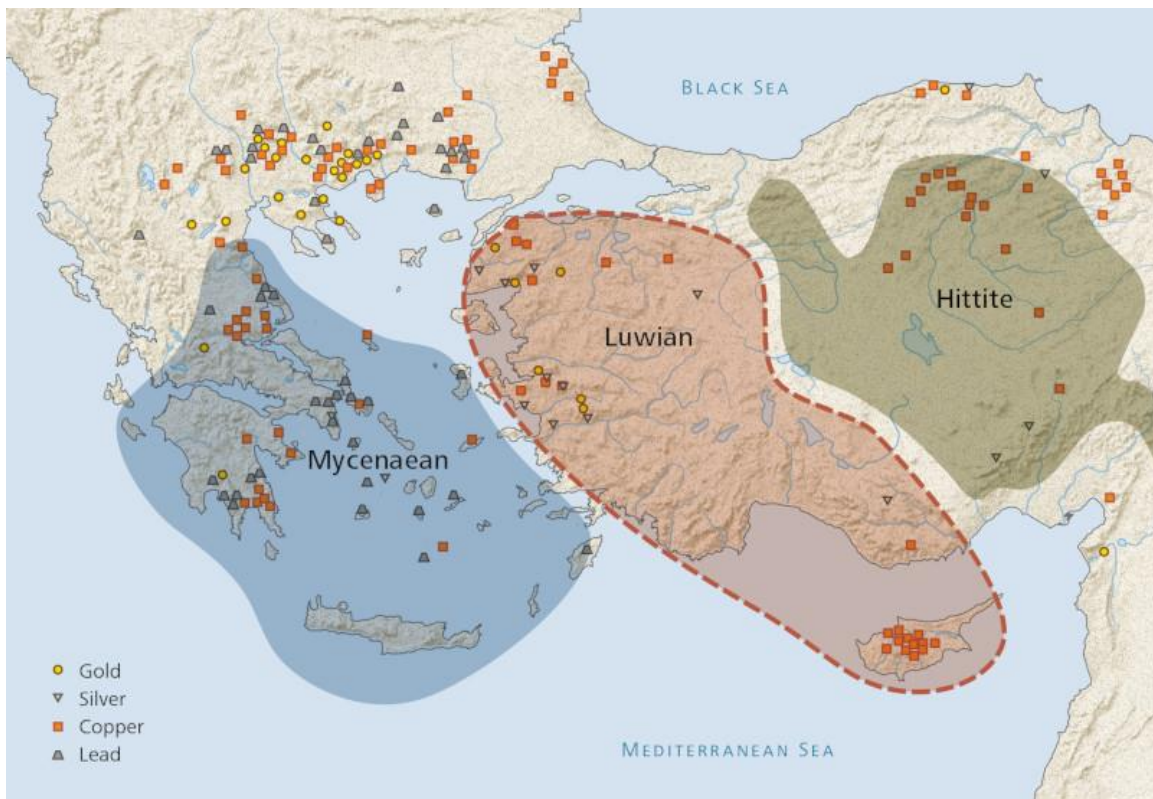 BLACK SEA
Hittite
Luwian
Mycenaean
Gold
Silver
Copper
Lead
MEDITERRANEAN SEA